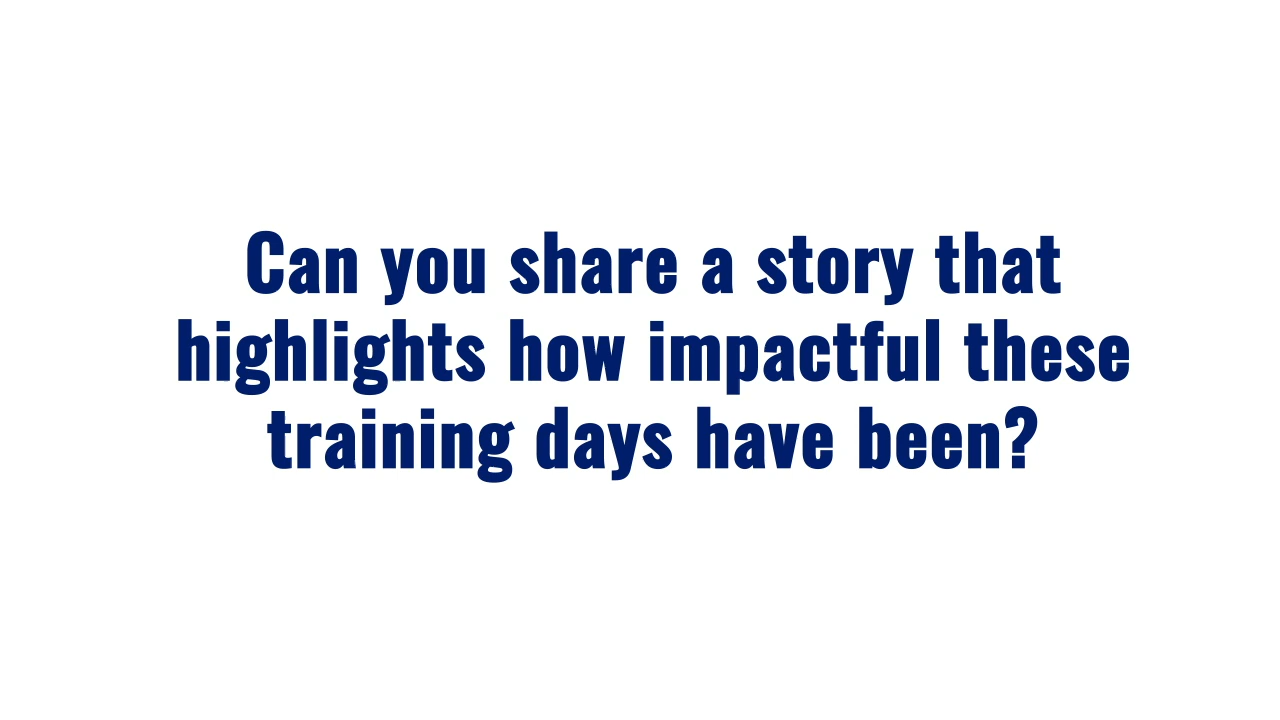 Can you share a story that
highlights how impactful these
training days have been?